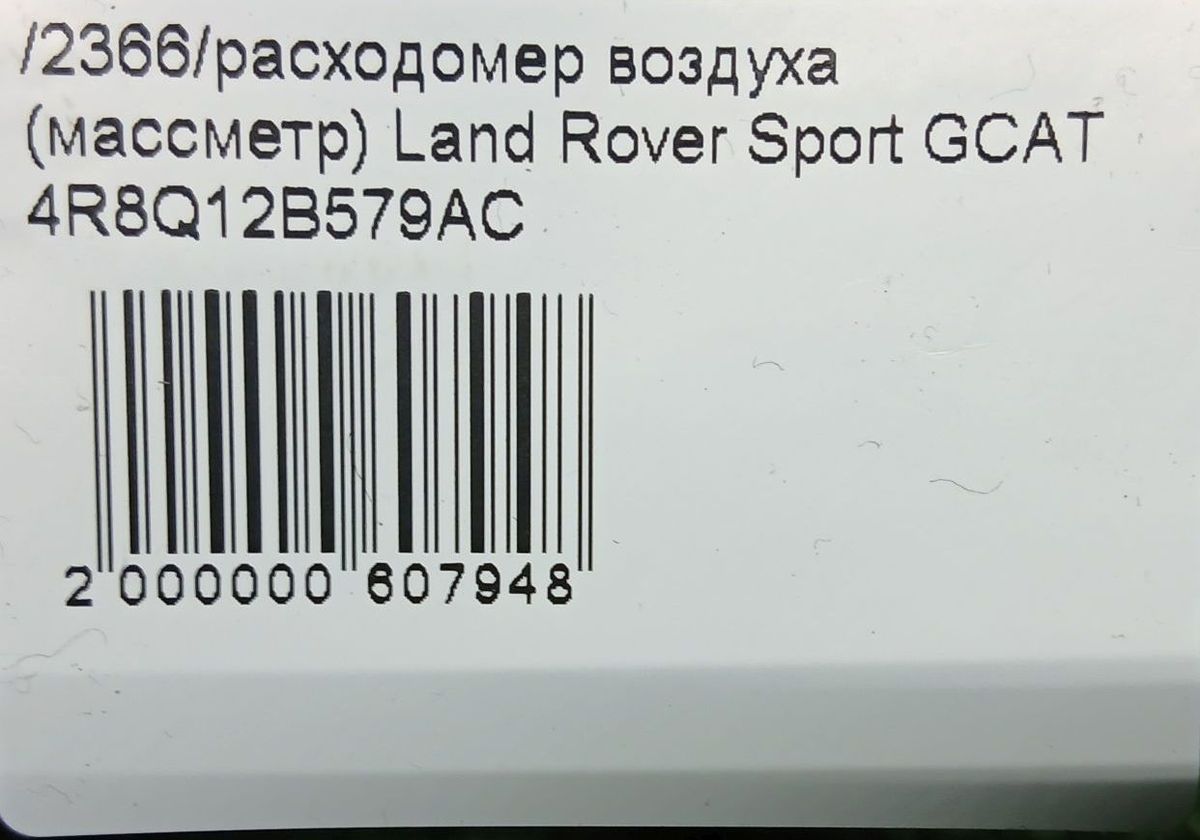 /2366/расходомер воздуха
(массметр) Land Rover Sport GCAT
4R8Q12B579AC
2 000000 607948